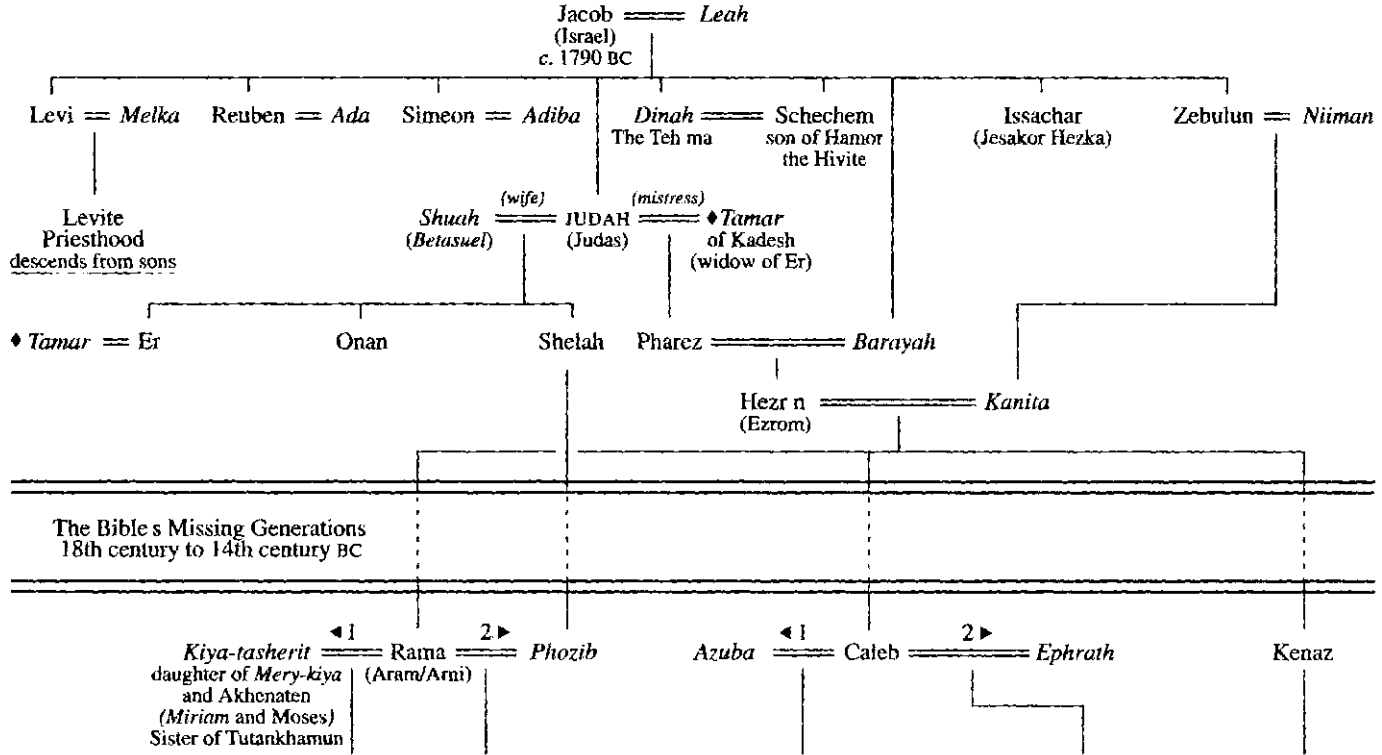 Jacob Leah
(Israel)
c. 1790 BC
Levi = Melka Reuben = Ada Simeon = Adiba Dinah Schechem Issachar Zebulun = Niiman
The Teh ma son of Hamor (Jesakor Hezka)
the Hivite
(wife) (mistress)
Levite Shuah JUDAH ♦ Tamar
Priesthood (Betasuel) (Judas) of Kadesh
descends from sons (widow of Er)
♦ Tamar = Er Onan Shelah Pharez Barayah
Hezr n Kanita
(Ezrom)
The Bible s Missing Generations
18th century to 14th century BC
◄ 1 2 ► ◄ 1 2 ►
Kiya-tasherit Rama Phozib Azuba Caleb Ephrath Kenaz
daughter of Mery-kiya (Aram/Arni)
and Akhenaten
(Miriam and Moses)
Sister of Tutankhamun